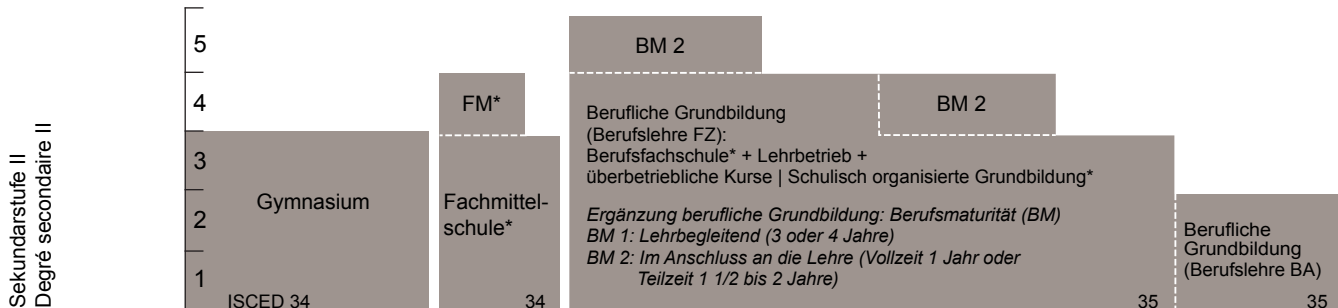 Sekundarstufe II
Degré secondaire II
5
4
3
2
1
Gymnasium
ISCED 34
FM*
Fachmittel-
schule*
34
BM 2
BM 2
Berufliche Grundbildung
(Berufslehre FZ):
Berufsfachschule* + Lehrbetrieb +
überbetriebliche Kurse | Schulisch organisierte Grundbildung*
Ergänzung berufliche Grundbildung: Berufsmaturität (BM)
BM 1: Lehrbegleitend (3 oder 4 Jahre)
BM 2: Im Anschluss an die Lehre (Vollzeit 1 Jahr oder
Teilzeit 1 1/2 bis 2 Jahre)
35
Berufliche
Grundbildung
(Berufslehre BA)
35